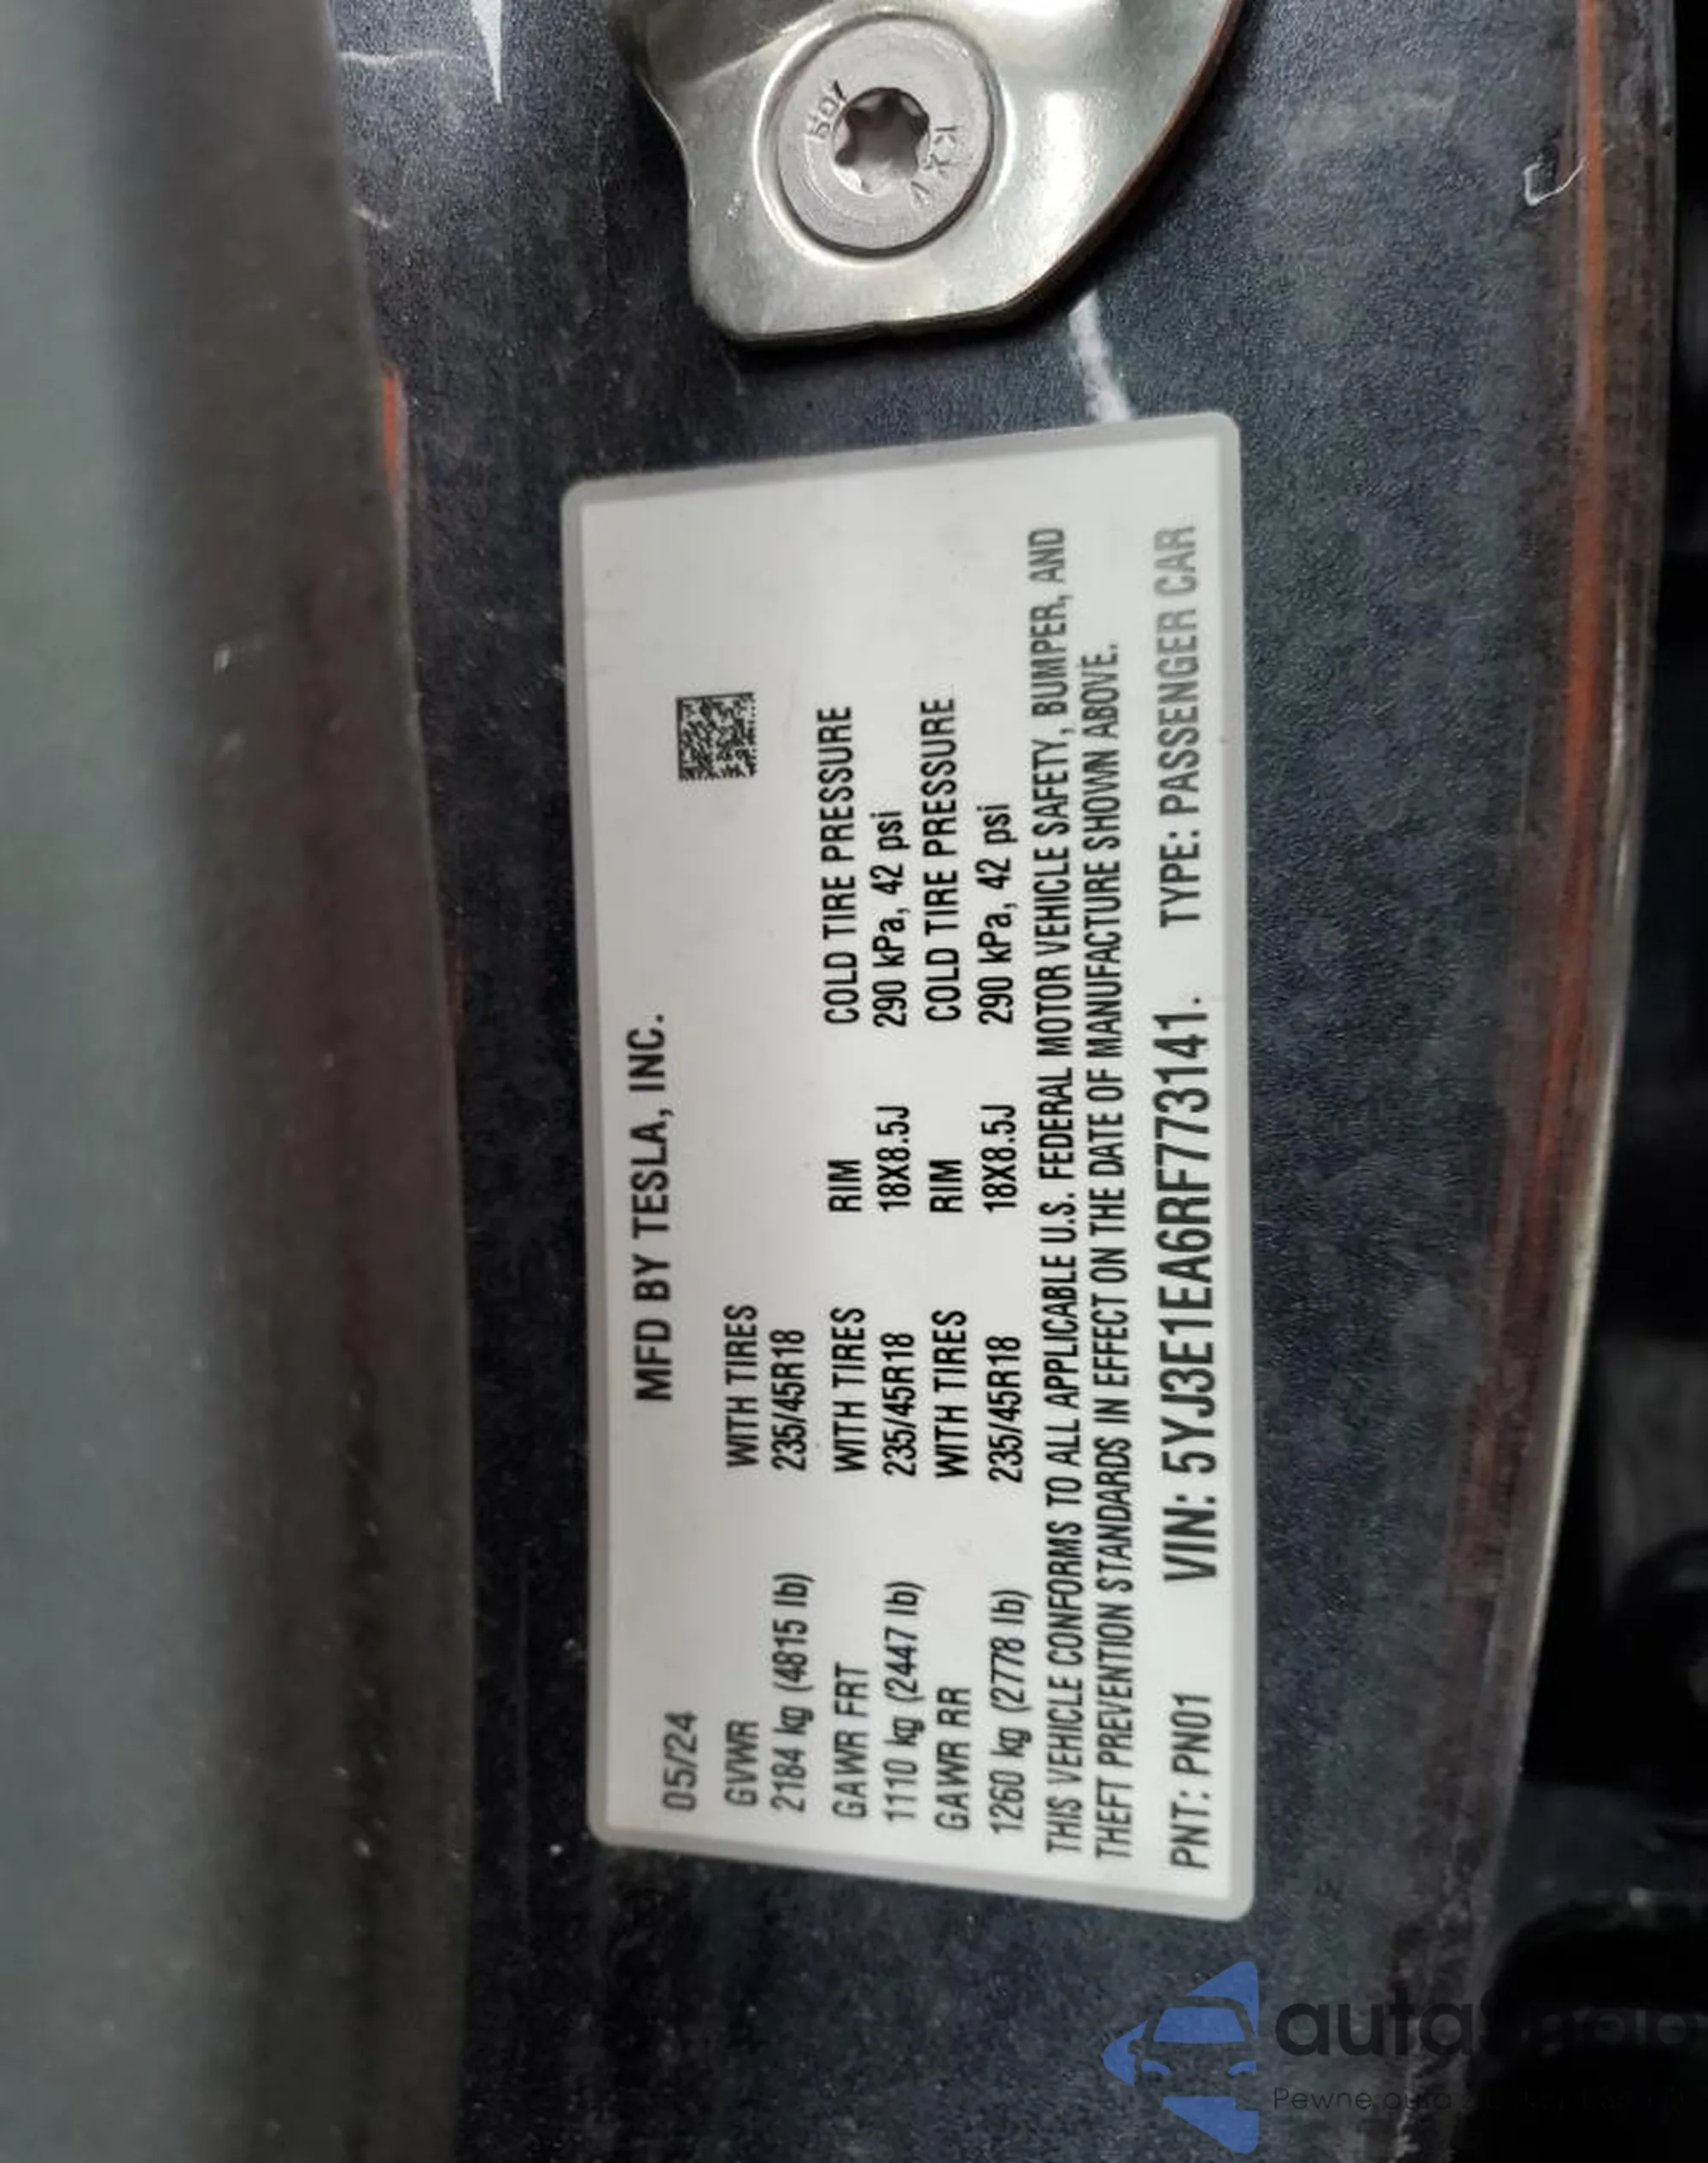 05/24 MFD BY TESLA, INC.
GVWR WITH TIRES
2184 kg (4815 lb) 235/45R18
GAWR FRT WITH TIRES RIM COLD TIRE PRESSURE
1110 kg (2447 lb) 235/45R18 18X8.5J 290 kPa, 42 psi
GAWR RR WITH TIRES RIM COLD TIRE PRESSURE
1260 kg (2778 lb) 235/45R18 18X8.5J 290 kPa, 42 psi
THIS VEHICLE CONFORMS TO ALL APPLICABLE U.S. FEDERAL MOTOR VEHICLE SAFETY, BUMPER, AND
THEFT PREVENTION STANDARDS IN EFFECT ON THE DATE OF MANUFACTURE SHOWN ABOVE.
PNT: PN01 VIN: 5YJ3E1EA6RF773141. TYPE: PASSENGER CAR
Pewne auta